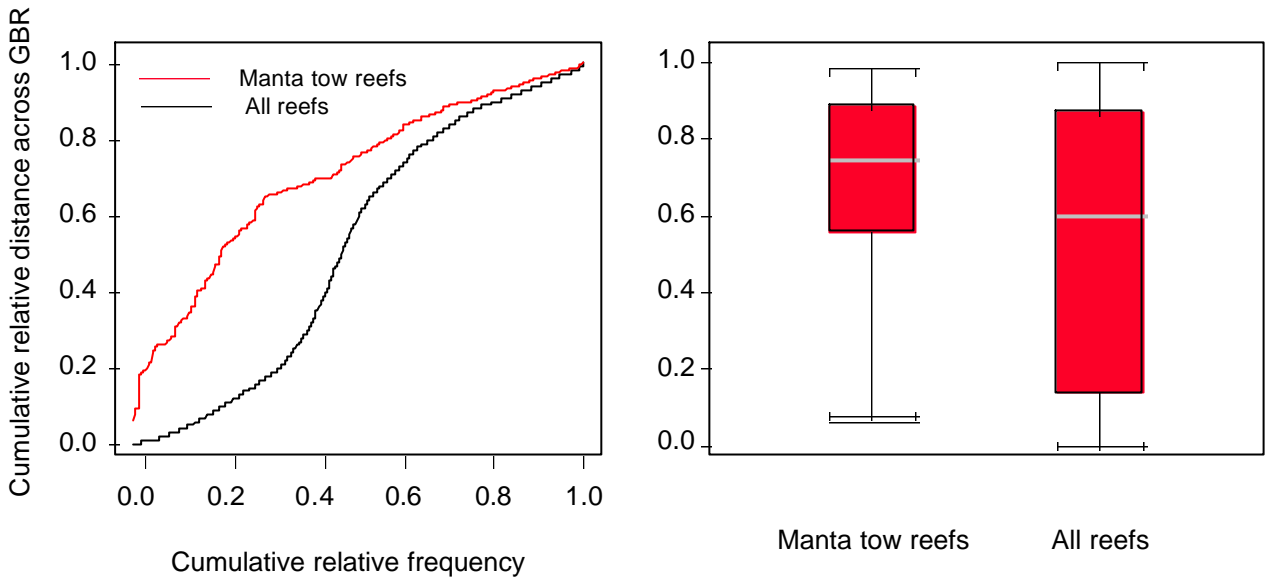 Cumulative relative distance across GBR
1.0
0.8
0.6
0.4
0.2
0.0
Manta tow reefs
All reefs
0.0 0.2 0.4 0.6 0.8 1.0
Cumulative relative frequency
1.0
0.8
0.6
0.4
0.2
0.0
Manta tow reefs All reefs